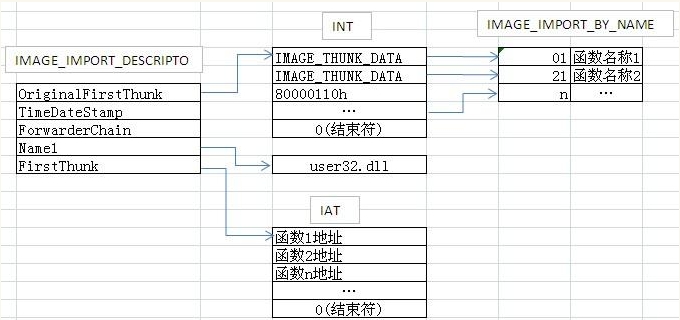 INT
IMAGE_IMPORT_BY_NAME
IMAGE_IMPORT_DESCRIPTO
OriginalFirstThunk
TimeDateStamp
ForwarderChain
Name1
FirstThunk
IMAGE_THUNK_DATA
IMAGE_THUNK_DATA
80000110h
…
0(结束符)
01 函数名称1
21 函数名称2
n …
user32.dll
IAT
函数1地址
函数2地址
函数n地址
…
0(结束符)